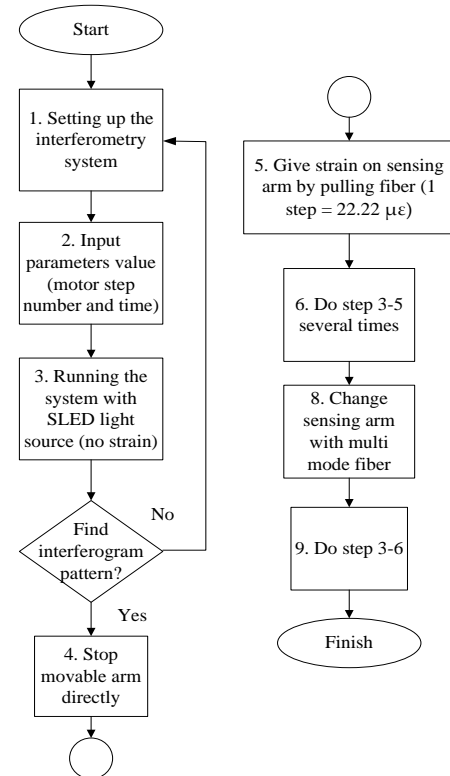 Start
1. Setting up the
interferometry
system
2. Input
parameters value
(motor step
number and time)
3. Running the
system with
SLED light
source (no strain)
No
Find
interferogram
pattern?
Yes
4. Stop
movable arm
directly
5. Give strain on sensing
arm by pulling fiber (1
step = 22.22 με)
6. Do step 3-5
several times
8. Change
sensing arm
with multi
mode fiber
9. Do step 3-6
Finish